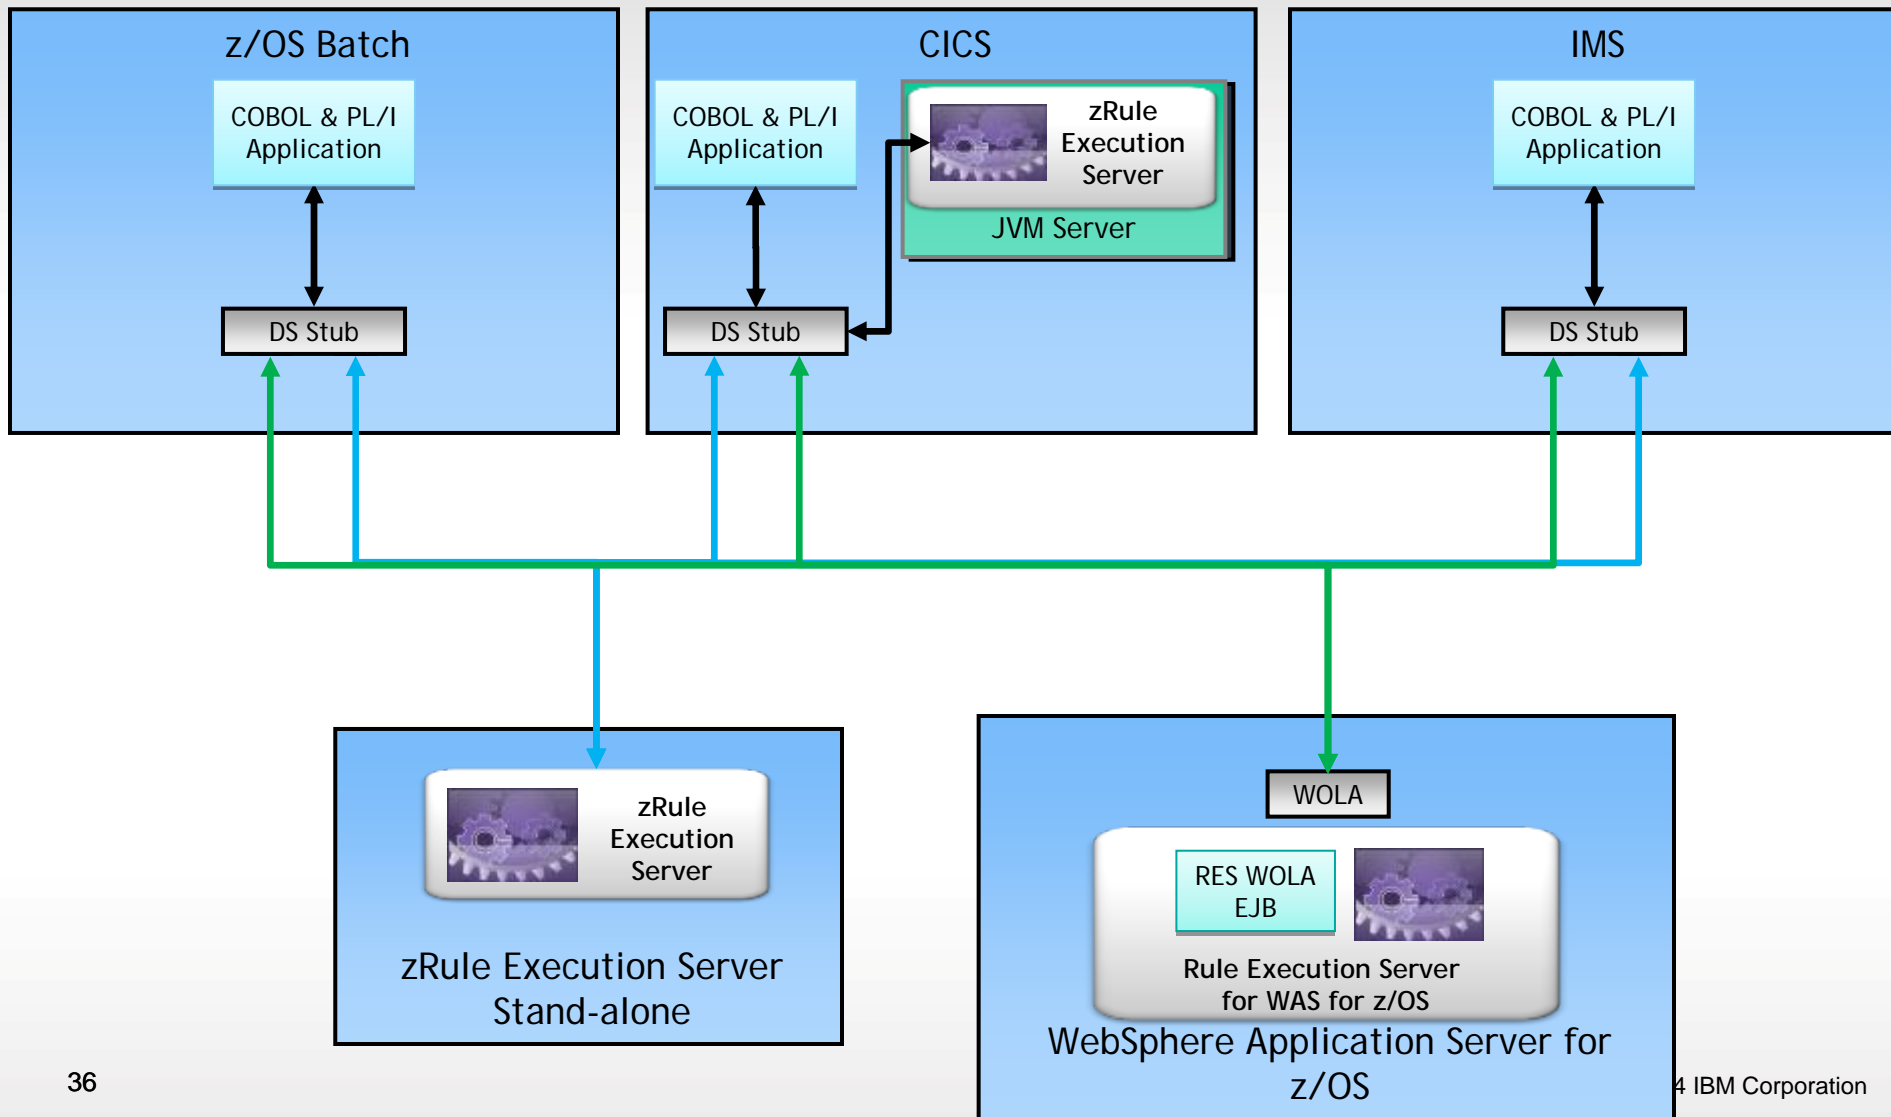 z/OS Batch
COBOL & PL/I
Application
DS Stub
CICS
COBOL & PL/I
Application
zRule
Execution
Server
JVM Server
DS Stub
IMS
COBOL & PL/I
Application
DS Stub
zRule
Execution
Server
zRule Execution Server
Stand-alone
WOLA
RES WOLA
EJB
Rule Execution Server
for WAS for z/OS
WebSphere Application Server for
z/OS
36
4 IBM Corporation